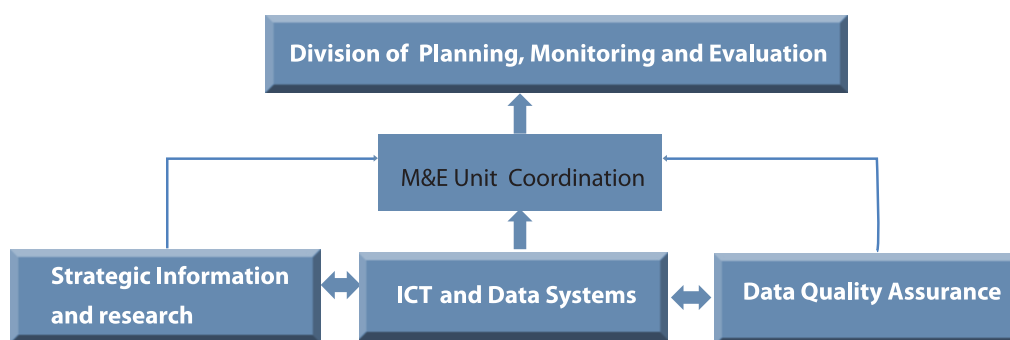 Division of Planning, Monitoring and Evaluation
M&E Unit Coordination
Strategic Information
and research
ICT and Data Systems
Data Quality Assurance